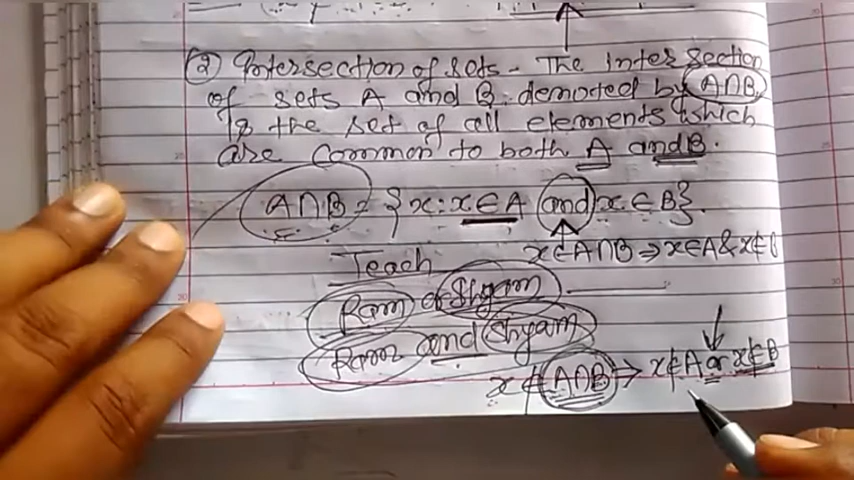 ② Intersection of sets - The intersection
of sets A and B. denoted by A∩B.
Is the set of all elements which
are common to both A and B.
A∩B = {x : x∈A and x∈B}.
x∈A∩B ⇒ x∈A & x∉B
Teach
Ram or Shyam
Ram and Shyam
x∉A∩B ⇒ x∉A or x∉B